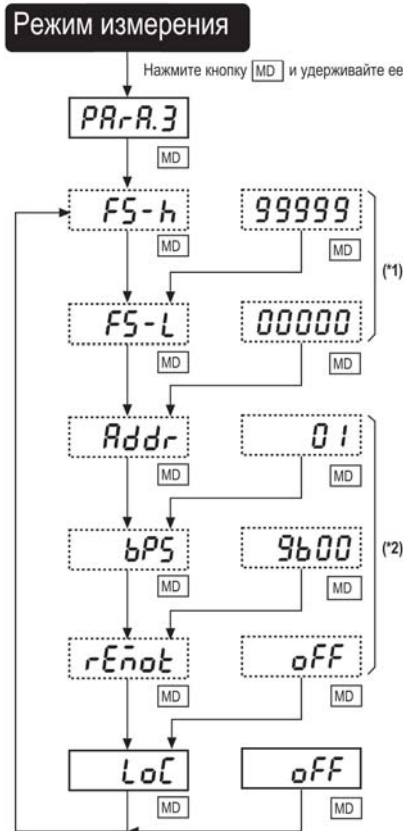 Режим измерения
Нажмите кнопку MD и удерживайте ее
PArA.3
MD
FS-h 99999
MD MD
(*1)
FS-L 00000
MD MD
Addr 01
MD MD
bPS 9600
MD MD
(*2)
rEmot oFF
MD MD
LoC oFF
MD MD